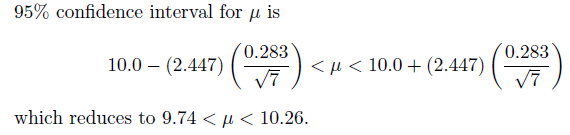 95% confidence interval for μ is
10.0 − (2.447) (0.283/√7) < μ < 10.0 + (2.447) (0.283/√7)
which reduces to 9.74 < μ < 10.26.